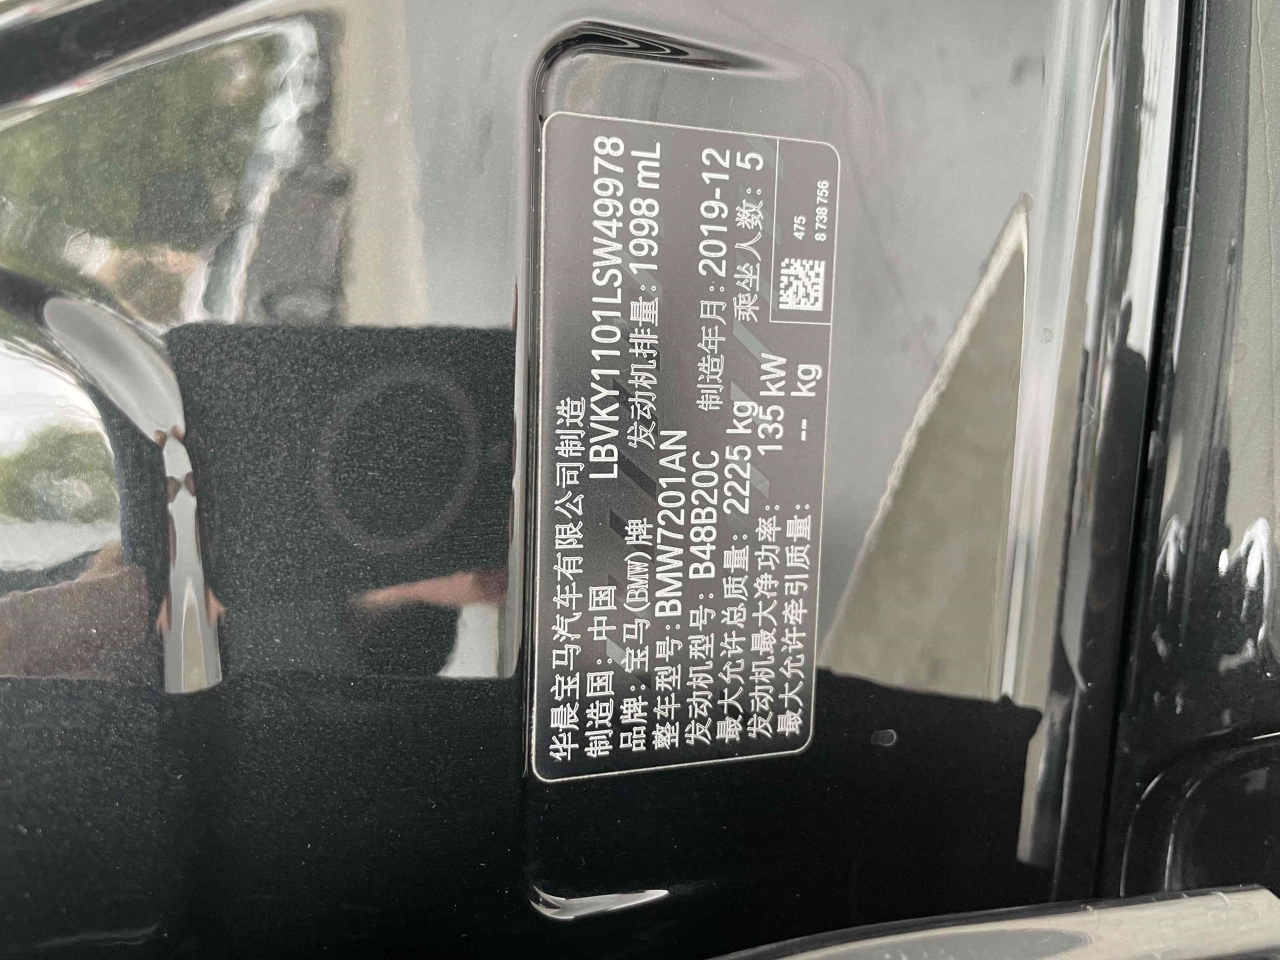 华晨宝马汽车有限公司制造
制造国：中国 LBVKY1101LSW49978
品牌：宝马(BMW)牌 发动机排量：1998 mL
整车型号：BMW7201AN
发动机型号：B48B20C 制造年月：2019-12
最大允许总质量：2225 kg 乘坐人数：5
发动机最大净功率：135 kW
最大允许牵引质量：-- kg
475
8 738 756